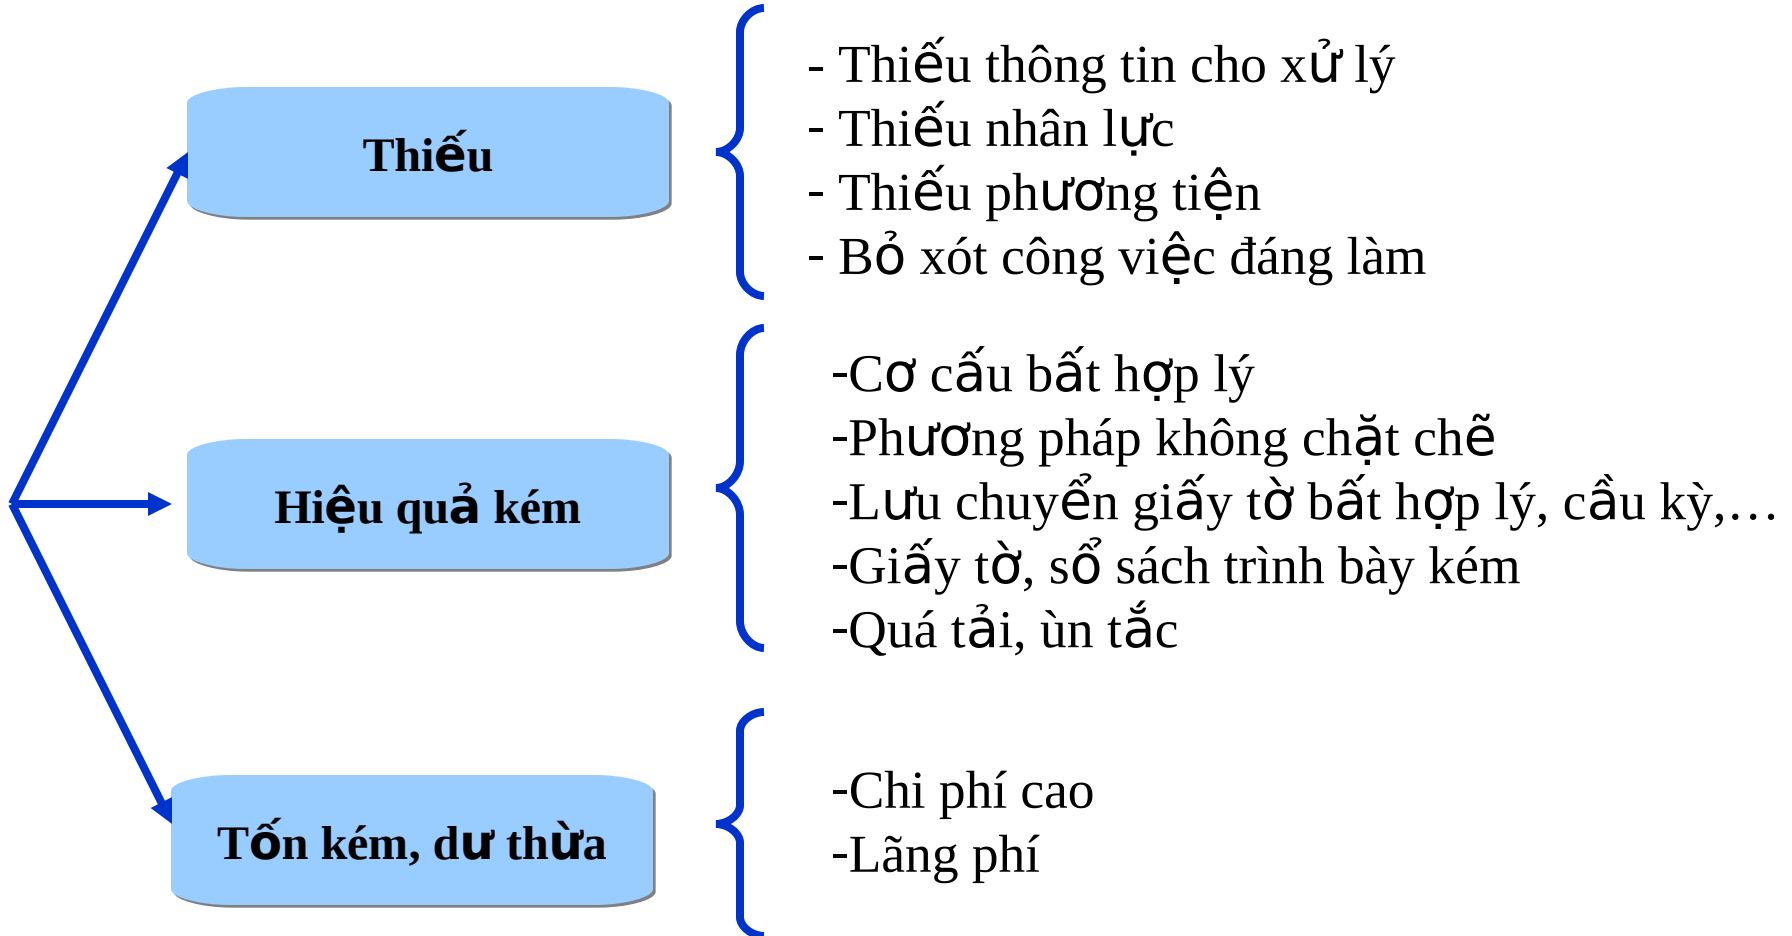 Thiếu
- Thiếu thông tin cho xử lý
- Thiếu nhân lực
- Thiếu phương tiện
- Bỏ xót công việc đáng làm
Hiệu quả kém
-Cơ cấu bất hợp lý
-Phương pháp không chặt chẽ
-Lưu chuyển giấy tờ bất hợp lý, cầu kỳ,…
-Giấy tờ, sổ sách trình bày kém
-Quá tải, ùn tắc
Tốn kém, dư thừa
-Chi phí cao
-Lãng phí